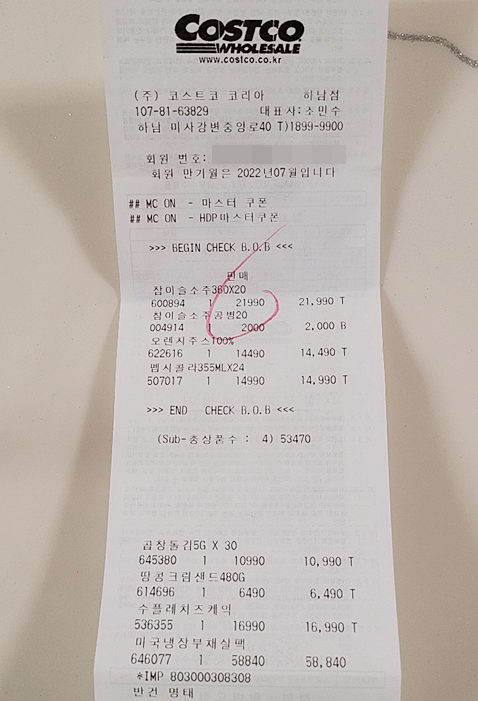 COSTCO
WHOLESALE
www.costco.co.kr
(주) 코스트코 코리아 하남점
107-81-63829 대표사:조민수
하남 미사강변중앙로40 T)1899-9900
회원 번호:
회원 만기월은 2022년07월입니다
## MC ON - 마스터 쿠폰
## MC ON - HDP마스터쿠폰
>>> BEGIN CHECK B.O.B <<<
판매
참이슬소주360X20
600894 1 21990 21,990 T
참이슬소주공병20
004914 1 2000 2,000 B
오렌지주스100%
622616 1 14490 14,490 T
펩시콜라355MLX24
507017 1 14990 14,990 T
>>> END CHECK B.O.B <<<
(Sub-총상품수 : 4) 53470
곱창돌김5G X 30
645380 1 10990 10,990 T
땅콩크림샌드480G
614696 1 6490 6,490 T
수플레치즈케익
536355 1 16990 16,990 T
미국냉장부채살팩
646077 1 58840 58,840
*IMP 803000308308
반건 명태